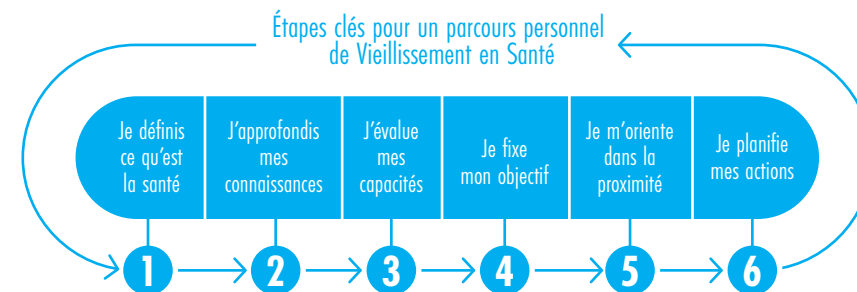 Étapes clés pour un parcours personnel
de Vieillissement en Santé
Je définis
ce qu'est
la santé
J'approfondis
mes
connaissances
J'évalue
mes
capacités
Je fixe
mon objectif
Je m'oriente
dans la
proximité
Je planifie
mes actions
1
2
3
4
5
6